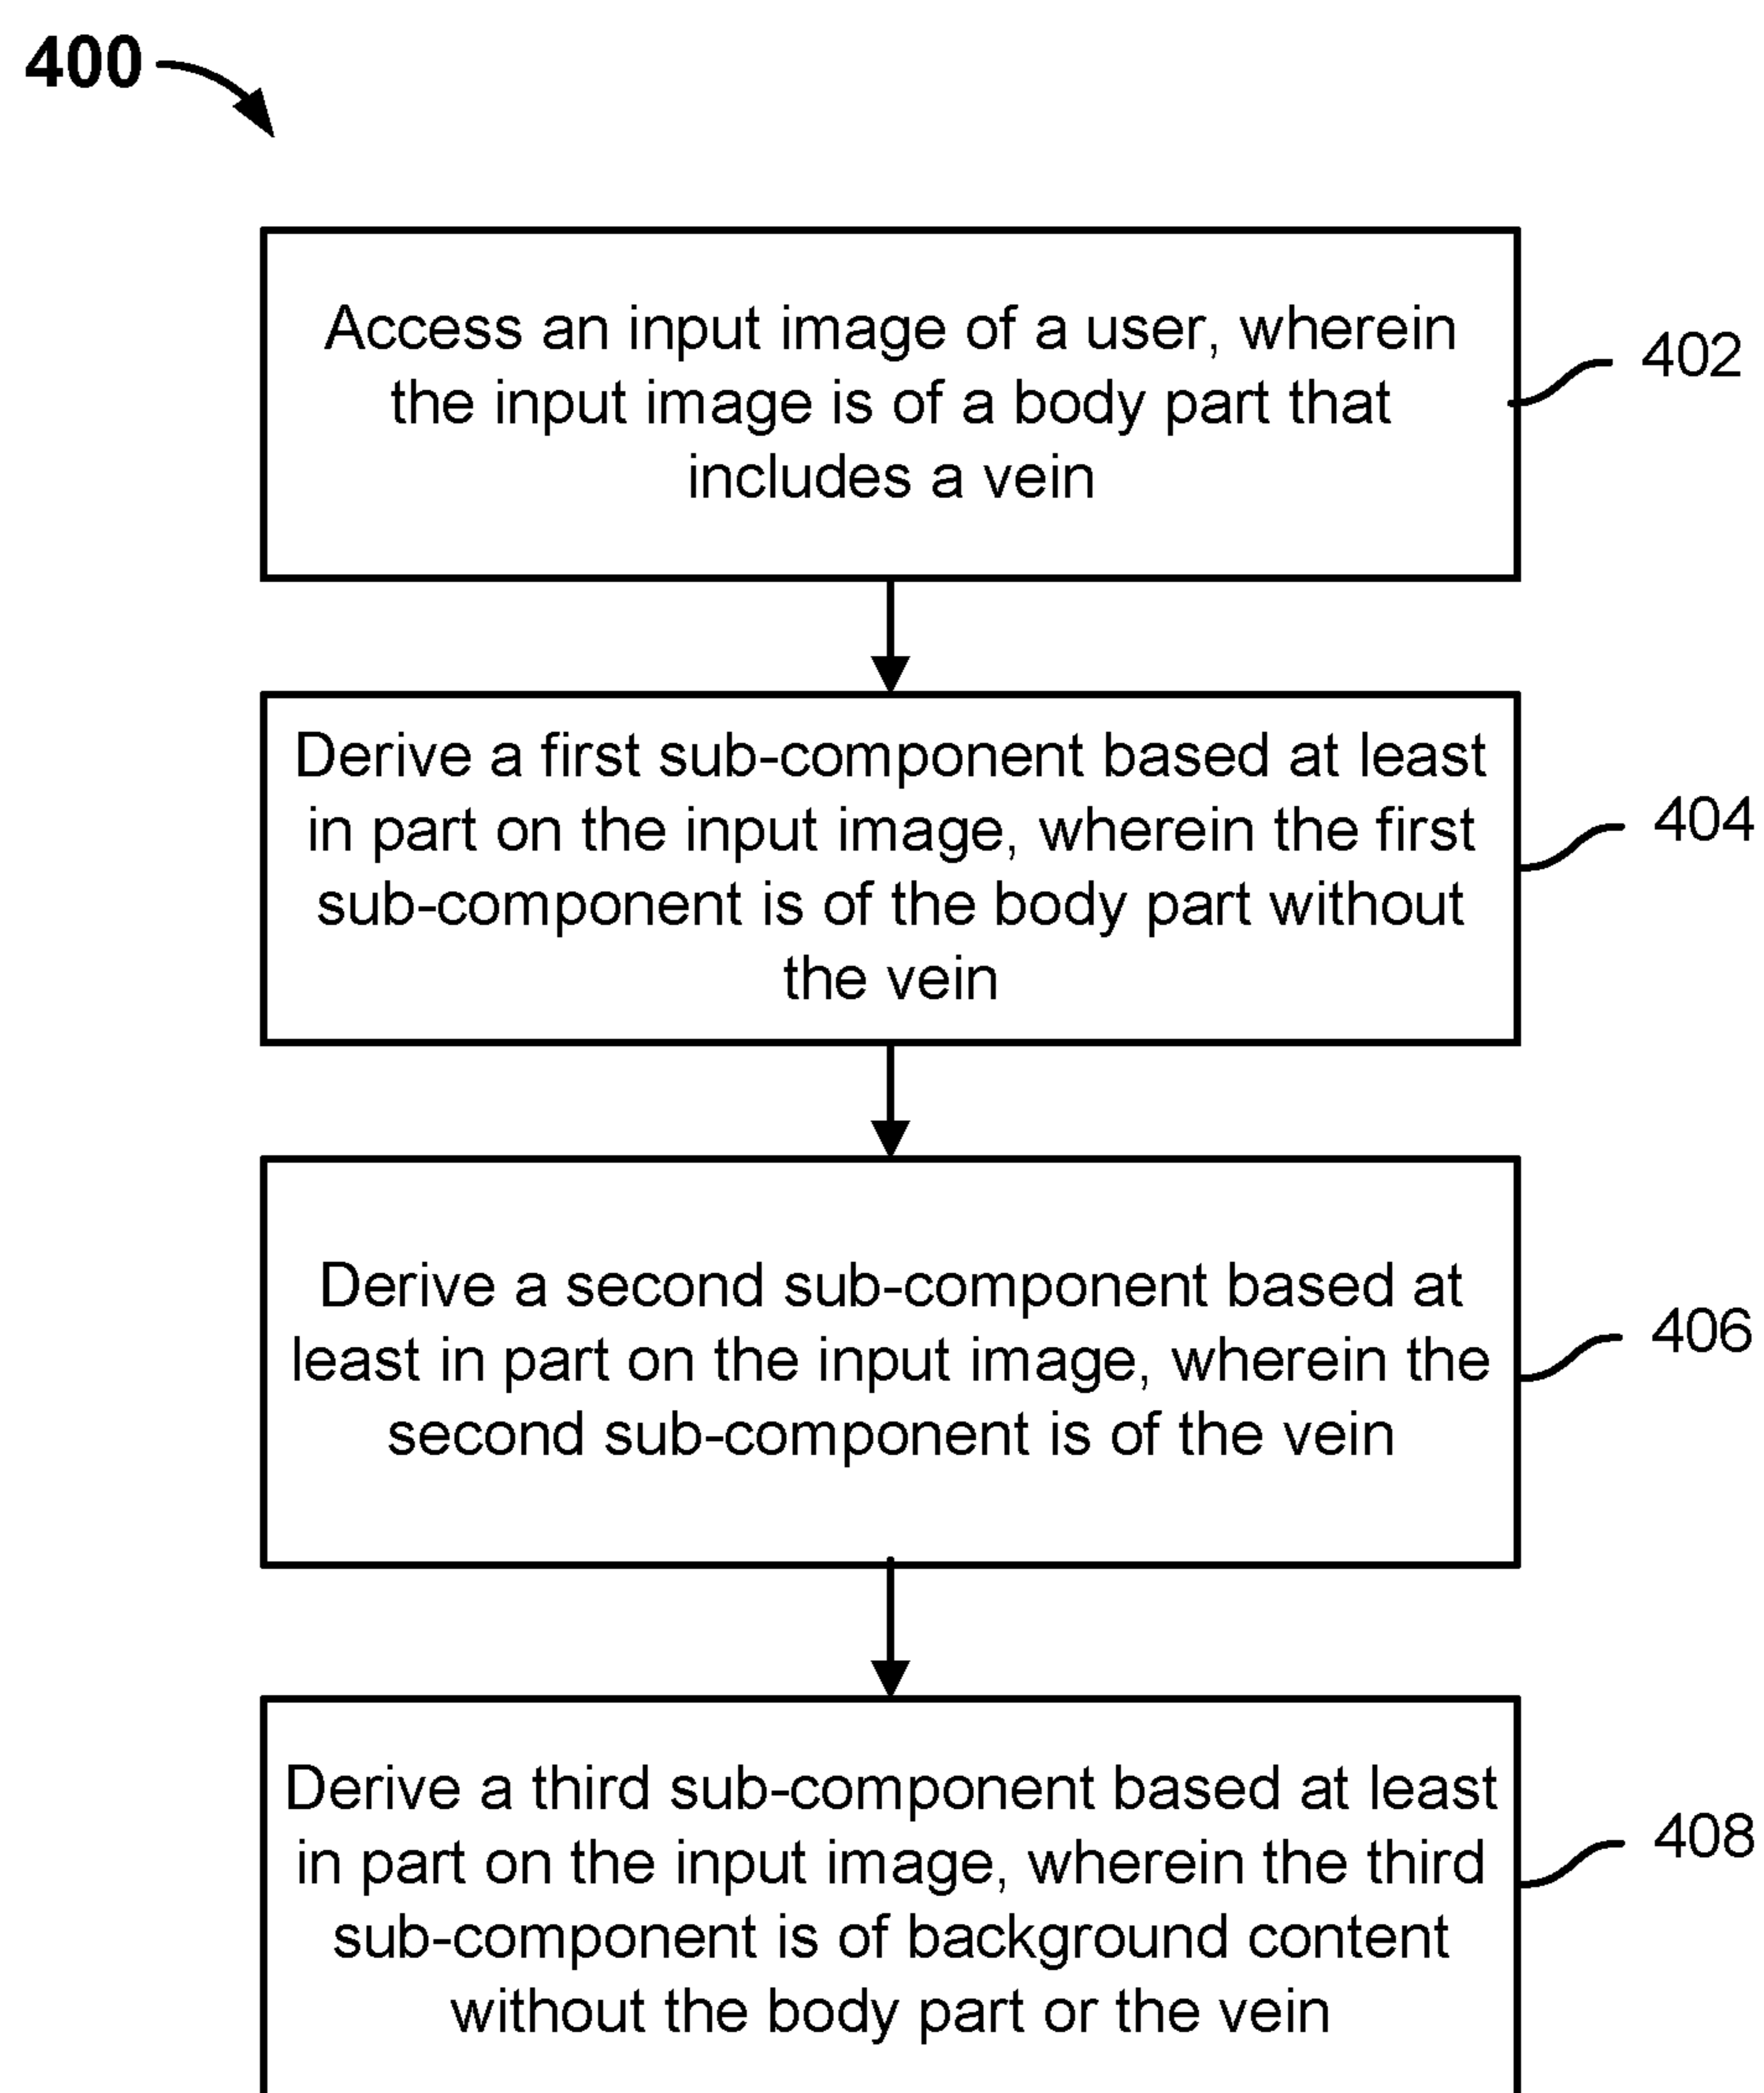 400
Access an input image of a user, wherein
the input image is of a body part that
includes a vein
402
Derive a first sub-component based at least
in part on the input image, wherein the first
sub-component is of the body part without
the vein
404
Derive a second sub-component based at
least in part on the input image, wherein the
second sub-component is of the vein
406
Derive a third sub-component based at least
in part on the input image, wherein the third
sub-component is of background content
without the body part or the vein
408